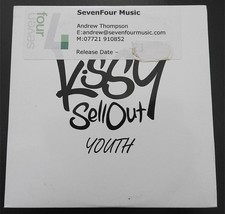 SevenFour Music
Andrew Thompson
E:andrew@sevenfourmusic.com
M:07721 910852
Release Date –
four
Kissy
Sell Out
YOUTH